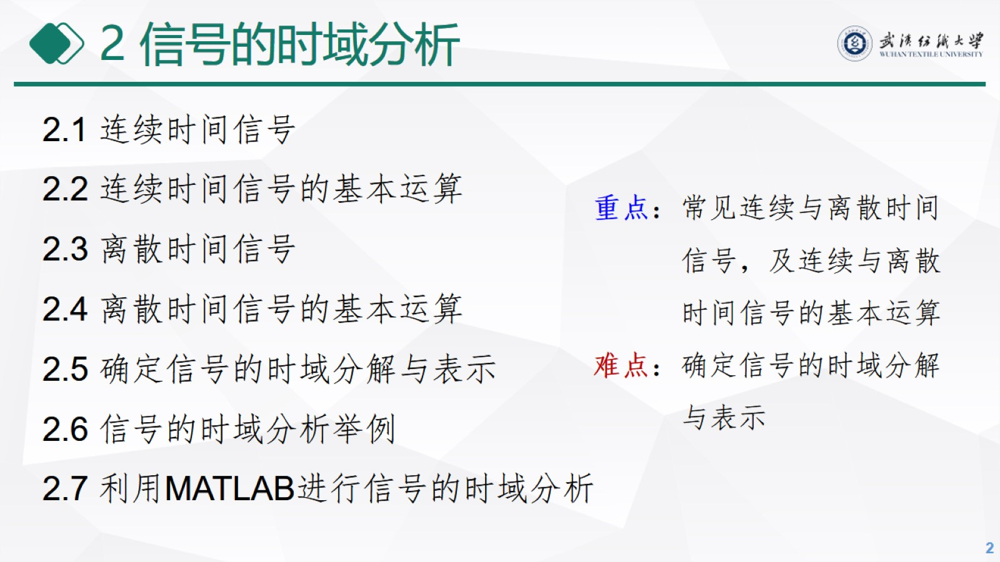 2 信号的时域分析
武汉纺织大学
WUHAN TEXTILE UNIVERSITY
2.1 连续时间信号
2.2 连续时间信号的基本运算
2.3 离散时间信号
2.4 离散时间信号的基本运算
2.5 确定信号的时域分解与表示
2.6 信号的时域分析举例
2.7 利用MATLAB进行信号的时域分析
重点：常见连续与离散时间
信号，及连续与离散
时间信号的基本运算
难点：确定信号的时域分解
与表示
2